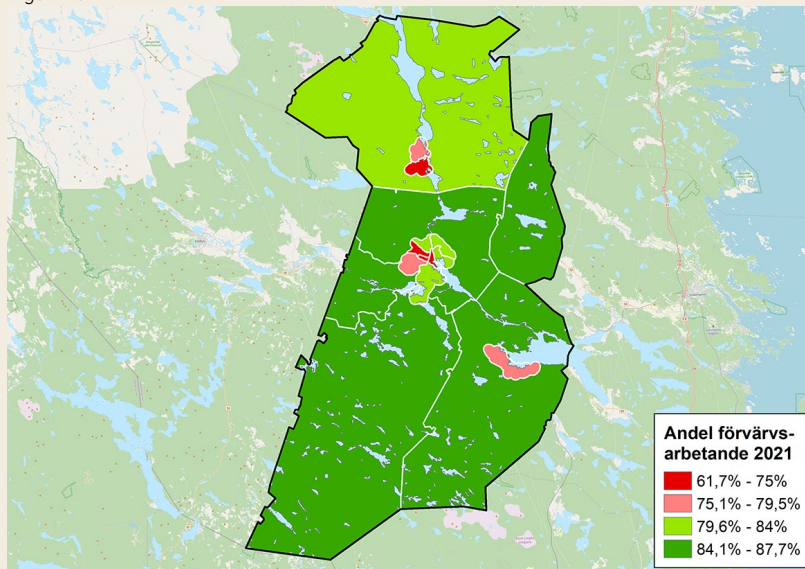 Andel förvärvs-
arbetande 2021
61,7% - 75%
75,1% - 79,5%
79,6% - 84%
84,1% - 87,7%